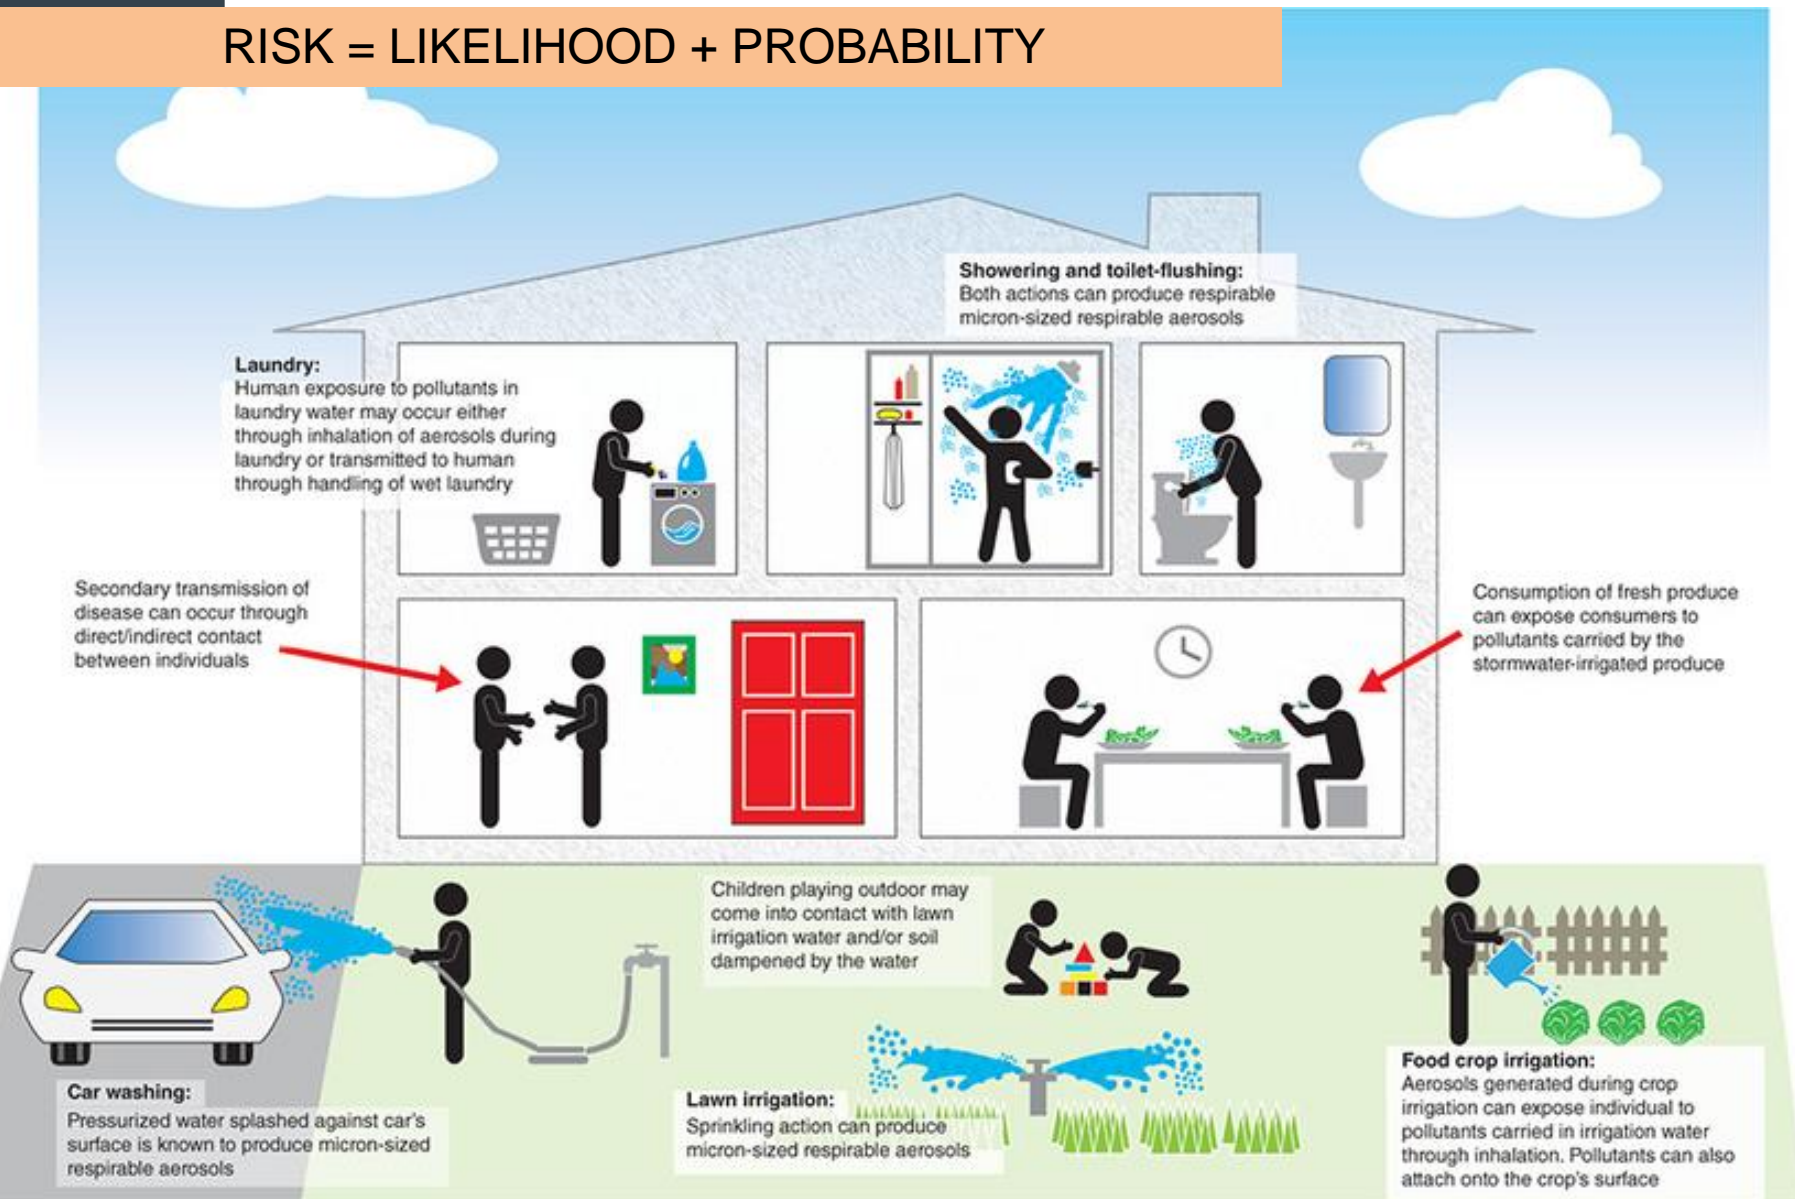 RISK = LIKELIHOOD + PROBABILITY
Showering and toilet-flushing:
Both actions can produce respirable
micron-sized respirable aerosols
Laundry:
Human exposure to pollutants in
laundry water may occur either
through inhalation of aerosols during
laundry or transmitted to human
through handling of wet laundry
Secondary transmission of
disease can occur through
direct/indirect contact
between individuals
Consumption of fresh produce
can expose consumers to
pollutants carried by the
stormwater-irrigated produce
Children playing outdoor may
come into contact with lawn
irrigation water and/or soil
dampened by the water
Car washing:
Pressurized water splashed against car's
surface is known to produce micron-sized
respirable aerosols
Lawn irrigation:
Sprinkling action can produce
micron-sized respirable aerosols
Food crop irrigation:
Aerosols generated during crop
irrigation can expose individual to
pollutants carried in irrigation water
through inhalation. Pollutants can also
attach onto the crop's surface